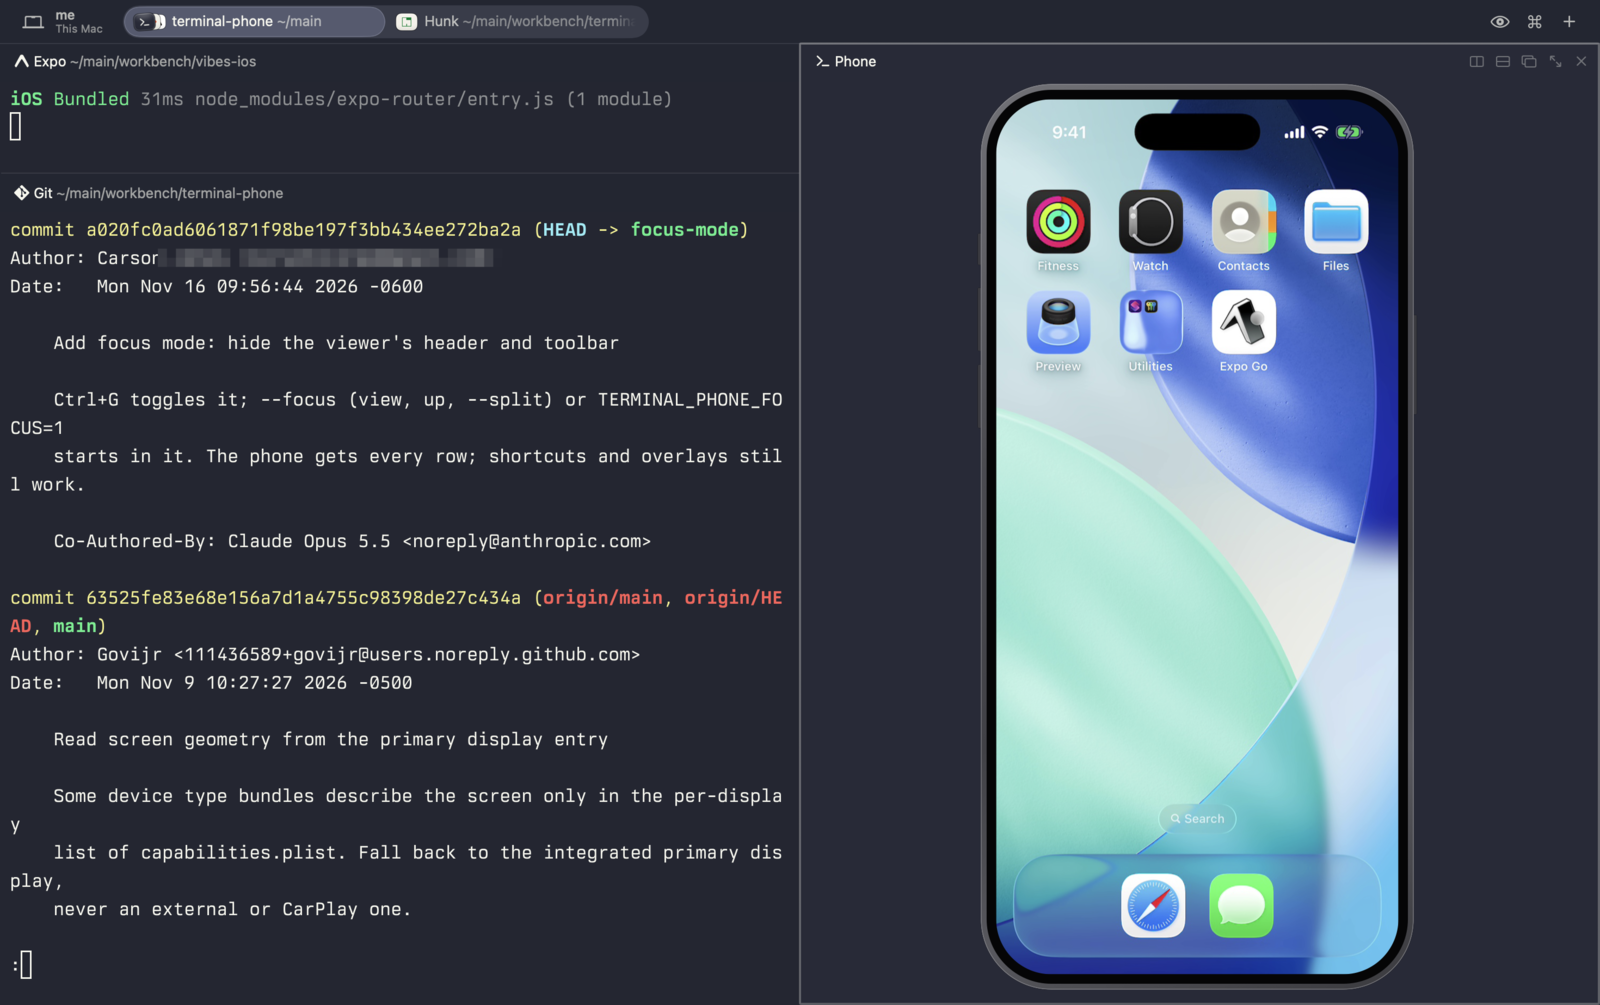 me
This Mac
terminal-phone ~/main
Hunk ~/main/workbench/termin
Expo ~/main/workbench/vibes-ios
iOS Bundled 31ms node_modules/expo-router/entry.js (1 module)
Git ~/main/workbench/terminal-phone
commit a020fc0ad6061871f98be197f3bb434ee272ba2a (HEAD -> focus-mode)
Author: Carson
Date:   Mon Nov 16 09:56:44 2026 -0600
Add focus mode: hide the viewer's header and toolbar
Ctrl+G toggles it; --focus (view, up, --split) or TERMINAL_PHONE_FO
CUS=1
starts in it. The phone gets every row; shortcuts and overlays stil
l work.
Co-Authored-By: Claude Opus 5.5 <noreply@anthropic.com>
commit 63525fe83e68e156a7d1a4755c98398de27c434a (origin/main, origin/HE
AD, main)
Author: Govijr <111436589+govijr@users.noreply.github.com>
Date:   Mon Nov 9 10:27:27 2026 -0500
Read screen geometry from the primary display entry
Some device type bundles describe the screen only in the per-displa
y
list of capabilities.plist. Fall back to the integrated primary dis
play,
never an external or CarPlay one.
:
Phone
9:41
Fitness
Watch
Contacts
Files
Preview
Utilities
Expo Go
Search